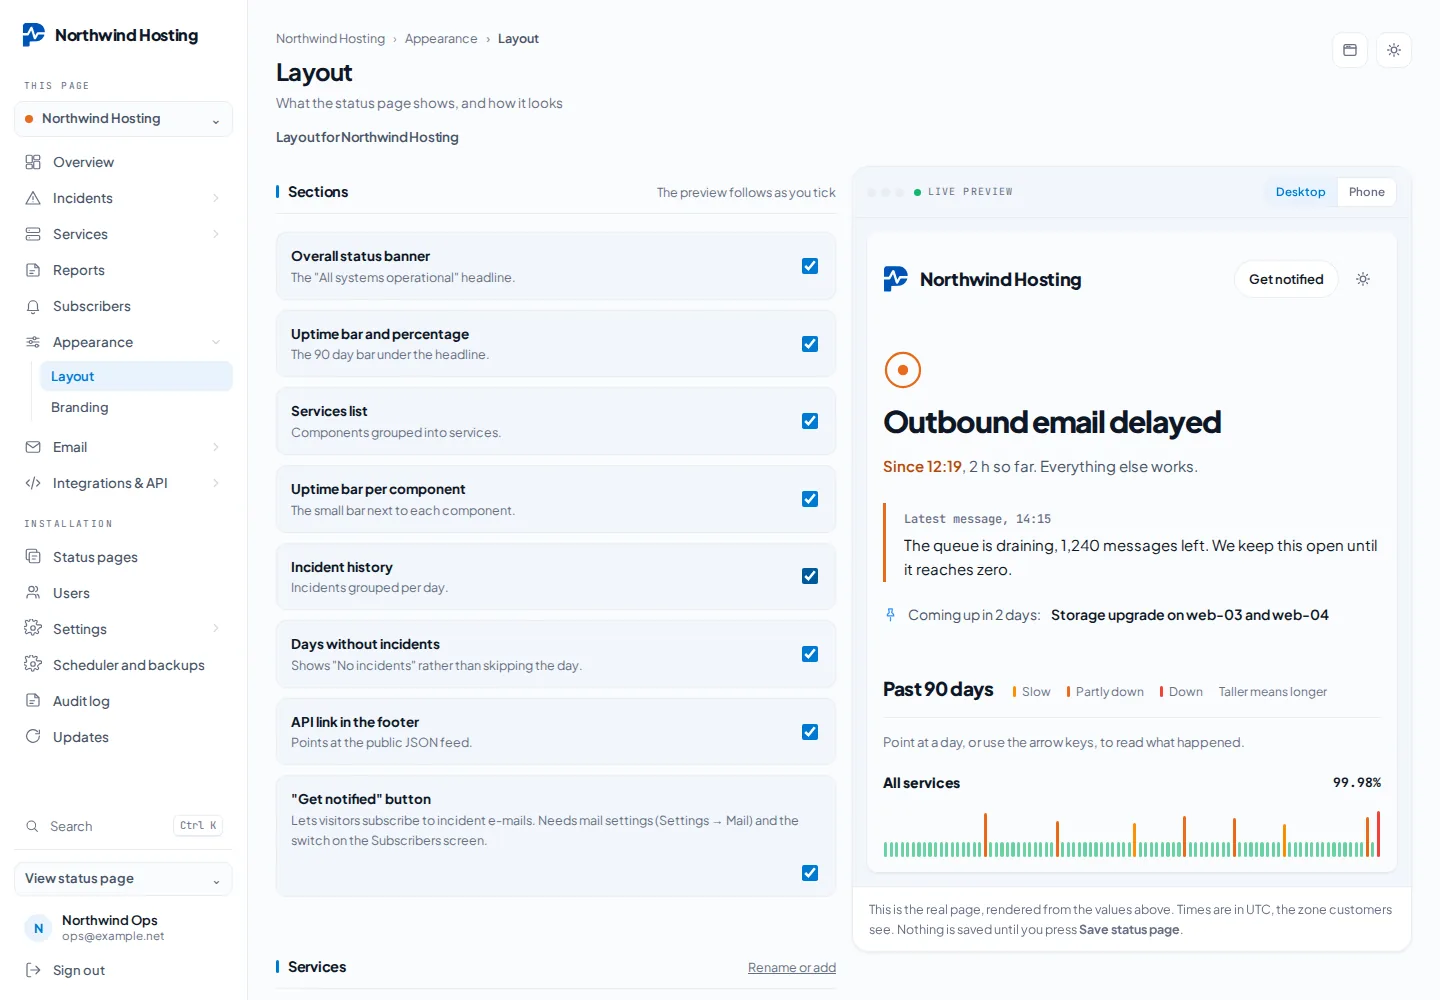 Northwind Hosting
THIS PAGE
Northwind Hosting
Overview
Incidents
Services
Reports
Subscribers
Appearance
Layout
Branding
Email
Integrations & API
INSTALLATION
Status pages
Users
Settings
Scheduler and backups
Audit log
Updates
Search Ctrl K
View status page
N Northwind Ops
ops@example.net
Sign out
Northwind Hosting › Appearance › Layout
Layout
What the status page shows, and how it looks
Layout for Northwind Hosting
Sections The preview follows as you tick
Overall status banner
The "All systems operational" headline.
Uptime bar and percentage
The 90 day bar under the headline.
Services list
Components grouped into services.
Uptime bar per component
The small bar next to each component.
Incident history
Incidents grouped per day.
Days without incidents
Shows "No incidents" rather than skipping the day.
API link in the footer
Points at the public JSON feed.
"Get notified" button
Lets visitors subscribe to incident e-mails. Needs mail settings (Settings → Mail) and the
switch on the Subscribers screen.
Services Rename or add
LIVE PREVIEW Desktop Phone
Northwind Hosting Get notified
Outbound email delayed
Since 12:19, 2 h so far. Everything else works.
Latest message, 14:15
The queue is draining, 1,240 messages left. We keep this open until
it reaches zero.
Coming up in 2 days: Storage upgrade on web-03 and web-04
Past 90 days Slow Partly down Down Taller means longer
Point at a day, or use the arrow keys, to read what happened.
All services 99.98%
This is the real page, rendered from the values above. Times are in UTC, the zone customers
see. Nothing is saved until you press Save status page.